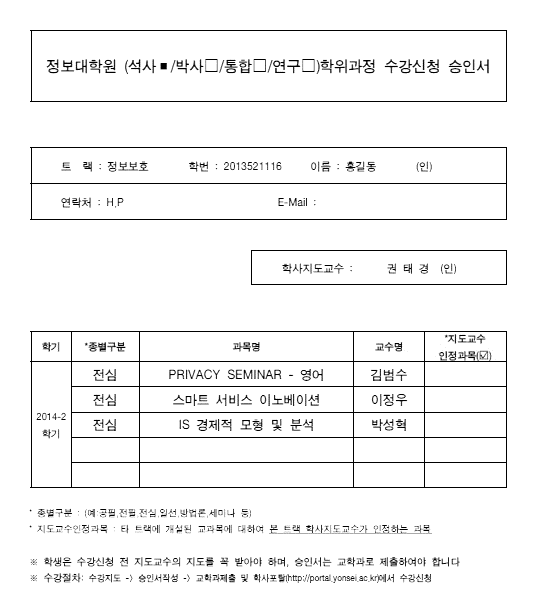 정보대학원 (석사■/박사□/통합□/연구□)학위과정 수강신청 승인서
트 랙 : 정보보호 학번 : 2013521116 이름 : 홍길동 (인)
연락처 : H.P E-Mail :
학사지도교수 : 권 태 경 (인)
학기 *종별구분 과목명 교수명 *지도교수 인정과목(☑)
2014-2 학기
전심 PRIVACY SEMINAR - 영어 김범수
전심 스마트 서비스 이노베이션 이정우
전심 IS 경제적 모형 및 분석 박성혁
* 종별구분 : (예:공필,전필,전심,일선,방법론,세미나 등)
* 지도교수인정과목 : 타 트랙에 개설된 교과목에 대하여 본 트랙 학사지도교수가 인정하는 과목
※ 학생은 수강신청 전 지도교수의 지도를 꼭 받아야 하며, 승인서는 교학과로 제출하여야 합니다
※ 수강절차: 수강지도 -> 승인서작성 -> 교학과제출 및 학사포탈(http://portal.yonsei.ac.kr)에서 수강신청